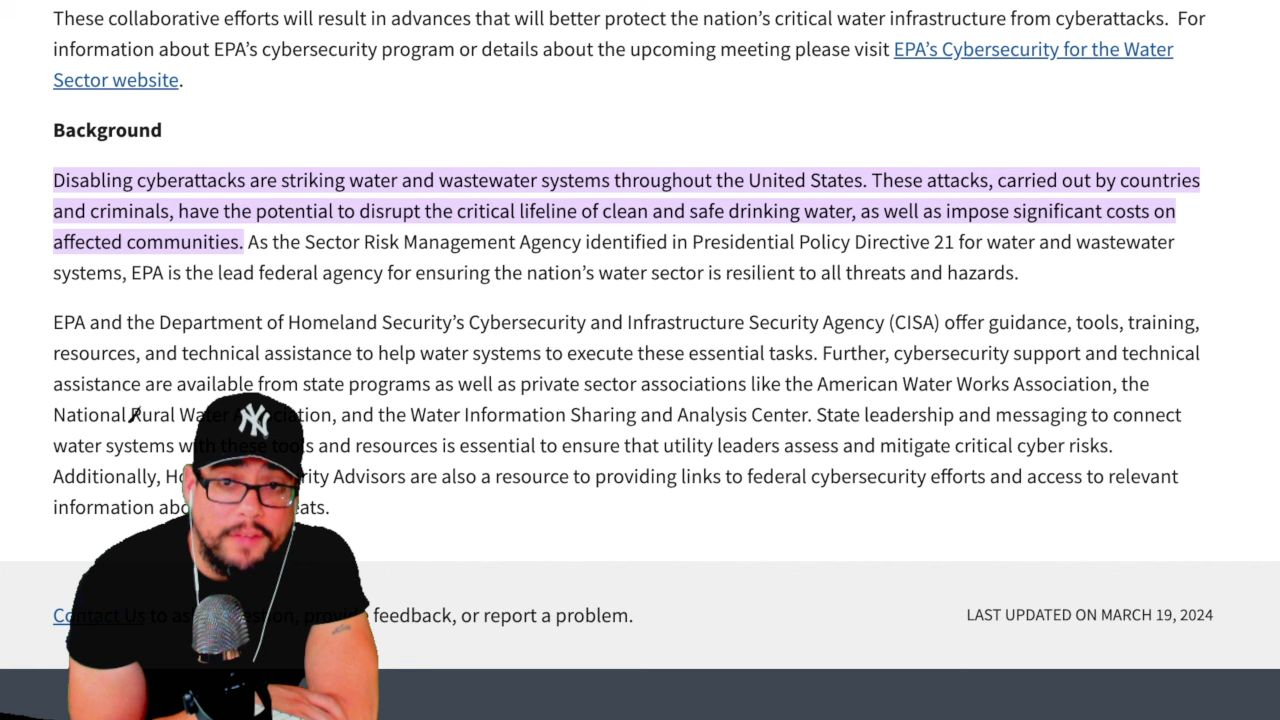 These collaborative efforts will result in advances that will better protect the nation’s critical water infrastructure from cyberattacks.  For
information about EPA’s cybersecurity program or details about the upcoming meeting please visit EPA’s Cybersecurity for the Water
Sector website.
Background
Disabling cyberattacks are striking water and wastewater systems throughout the United States. These attacks, carried out by countries
and criminals, have the potential to disrupt the critical lifeline of clean and safe drinking water, as well as impose significant costs on
affected communities. As the Sector Risk Management Agency identified in Presidential Policy Directive 21 for water and wastewater
systems, EPA is the lead federal agency for ensuring the nation’s water sector is resilient to all threats and hazards.
EPA and the Department of Homeland Security’s Cybersecurity and Infrastructure Security Agency (CISA) offer guidance, tools, training,
resources, and technical assistance to help water systems to execute these essential tasks. Further, cybersecurity support and technical
assistance are available from state programs as well as private sector associations like the American Water Works Association, the
National Rural Water Association, and the Water Information Sharing and Analysis Center. State leadership and messaging to connect
water systems with these tools and resources is essential to ensure that utility leaders assess and mitigate critical cyber risks.
Additionally, Advisors are also a resource to providing links to federal cybersecurity efforts and access to relevant
information
NY
Contact Us to feedback, or report a problem.
LAST UPDATED ON MARCH 19, 2024